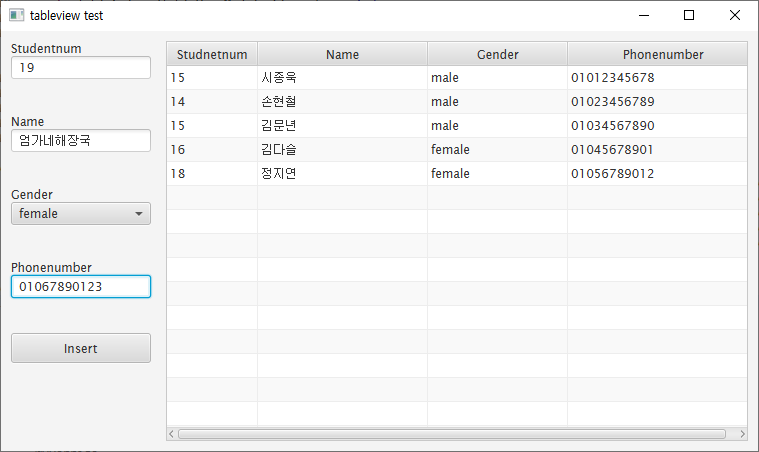 tableview test
Studentnum
19
Name
엄가네해장국
Gender
female
Phonenumber
01067890123
Insert
Studnetnum Name Gender Phonenumber
15 시종욱 male 01012345678
14 손현철 male 01023456789
15 김문년 male 01034567890
16 김다슬 female 01045678901
18 정지연 female 01056789012